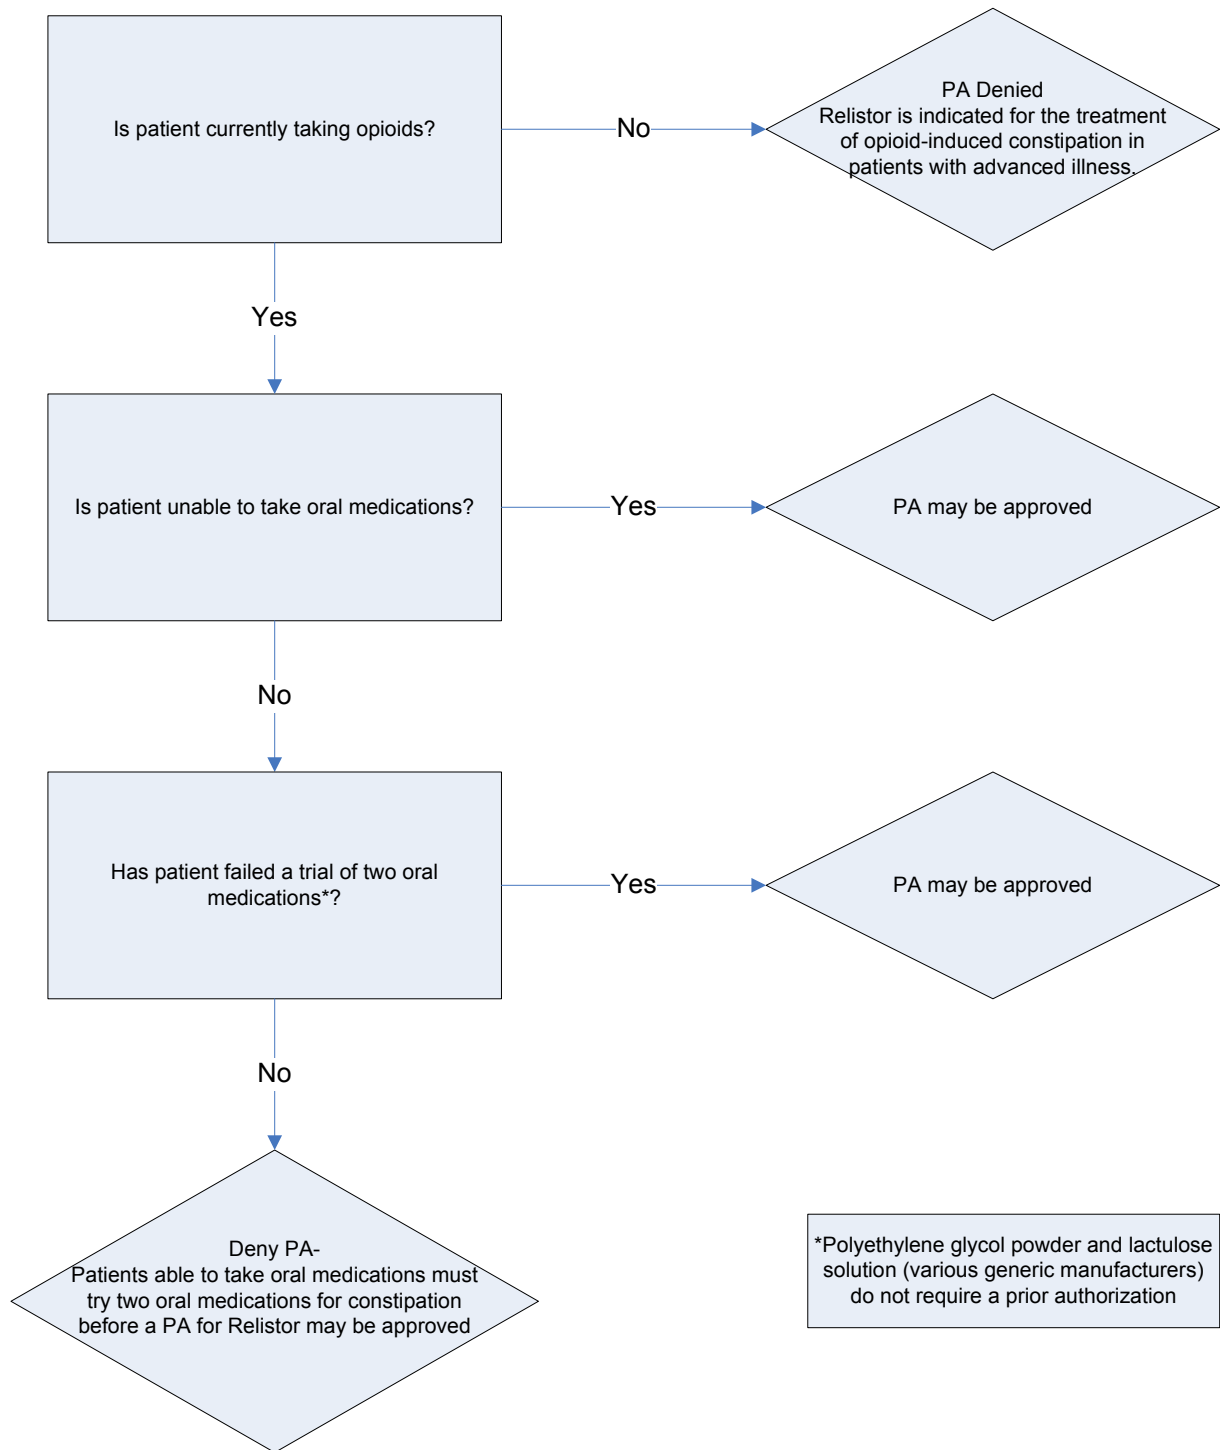 Is patient currently taking opioids?
No
PA Denied
Relistor is indicated for the treatment
of opioid-induced constipation in
patients with advanced illness.
Yes
Is patient unable to take oral medications?
Yes
PA may be approved
No
Has patient failed a trial of two oral
medications*?
Yes
PA may be approved
No
Deny PA-
Patients able to take oral medications must
try two oral medications for constipation
before a PA for Relistor may be approved
*Polyethylene glycol powder and lactulose
solution (various generic manufacturers)
do not require a prior authorization